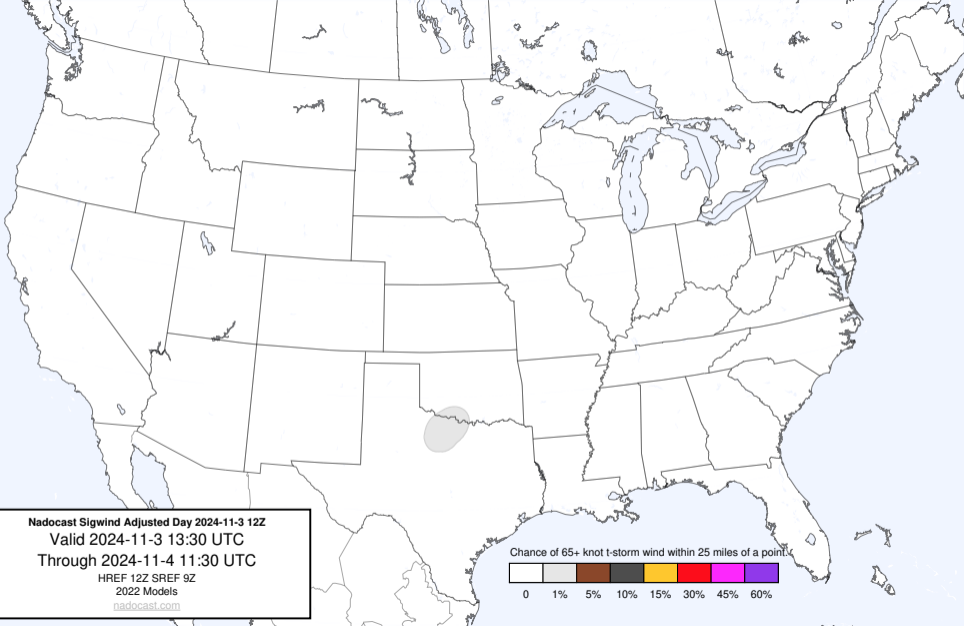 Nadocast Sigwind Adjusted Day 2024-11-3 12Z
Valid 2024-11-3 13:30 UTC
Through 2024-11-4 11:30 UTC
HREF 12Z SREF 9Z
2022 Models
nadocast.com
Chance of 65+ knot t-storm wind within 25 miles of a point.
0 1% 5% 10% 15% 30% 45% 60%